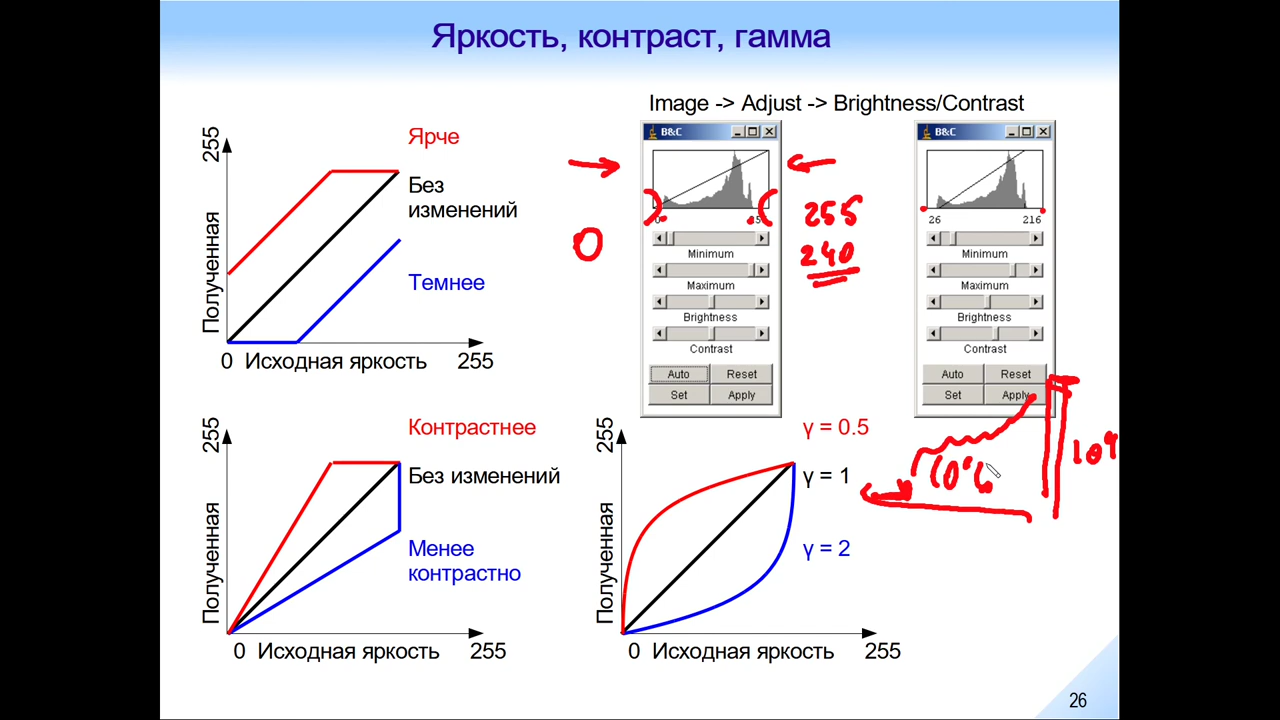 Яркость, контраст, гамма
Image -> Adjust -> Brightness/Contrast
255
Ярче
Без
изменений
Темнее
Полученная
0 Исходная яркость 255
B&C
0
255
240
Minimum
Maximum
Brightness
Contrast
Auto Reset
Set Apply
B&C
26 216
Minimum
Maximum
Brightness
Contrast
Auto Reset
Set Apply
255
Контрастнее
Без изменений
Менее
контрастно
Полученная
0 Исходная яркость 255
255
γ = 0.5
γ = 1
γ = 2
Полученная
0 Исходная яркость 255
26